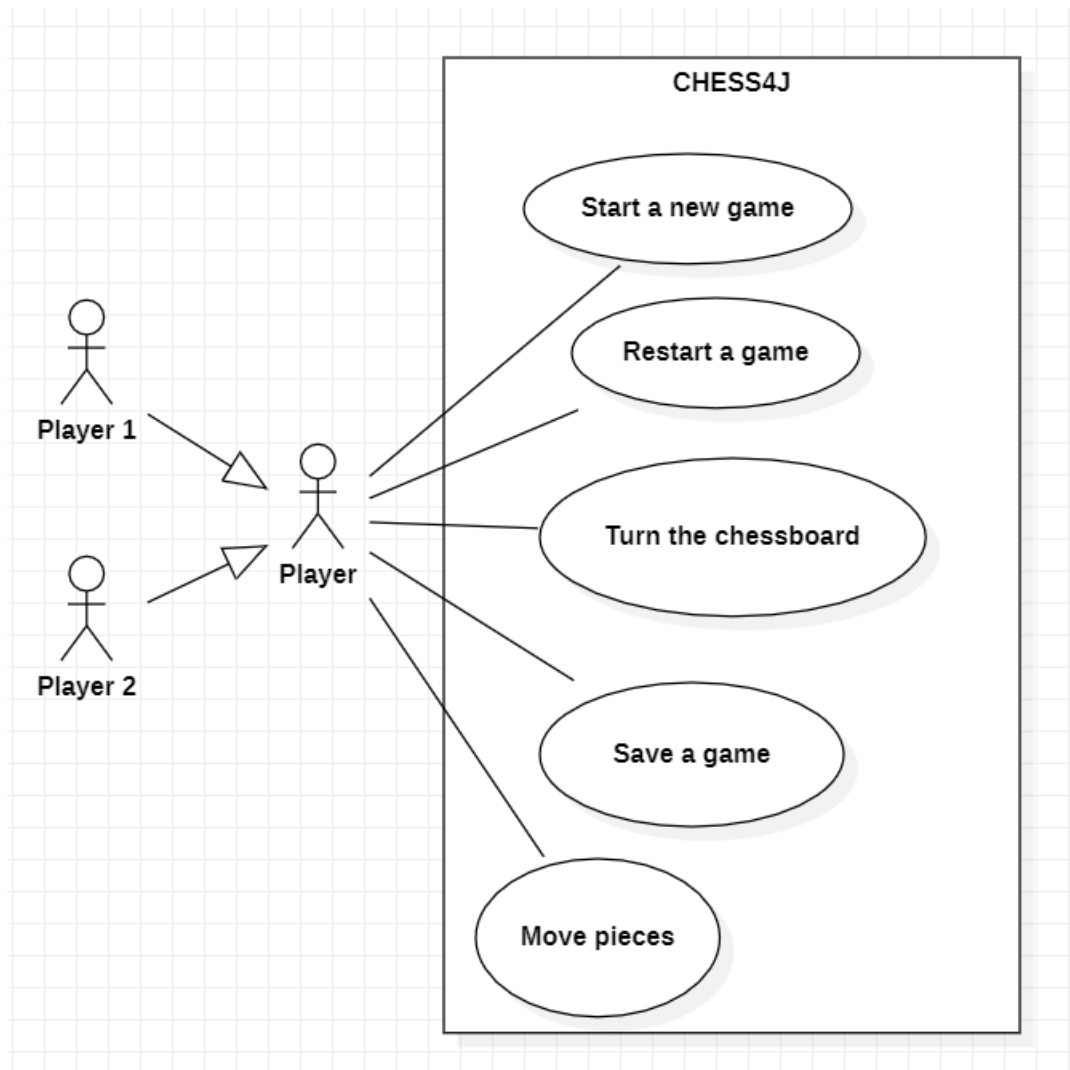 CHESS4J
Start a new game
Restart a game
Player 1
Turn the chessboard
Player
Player 2
Save a game
Move pieces